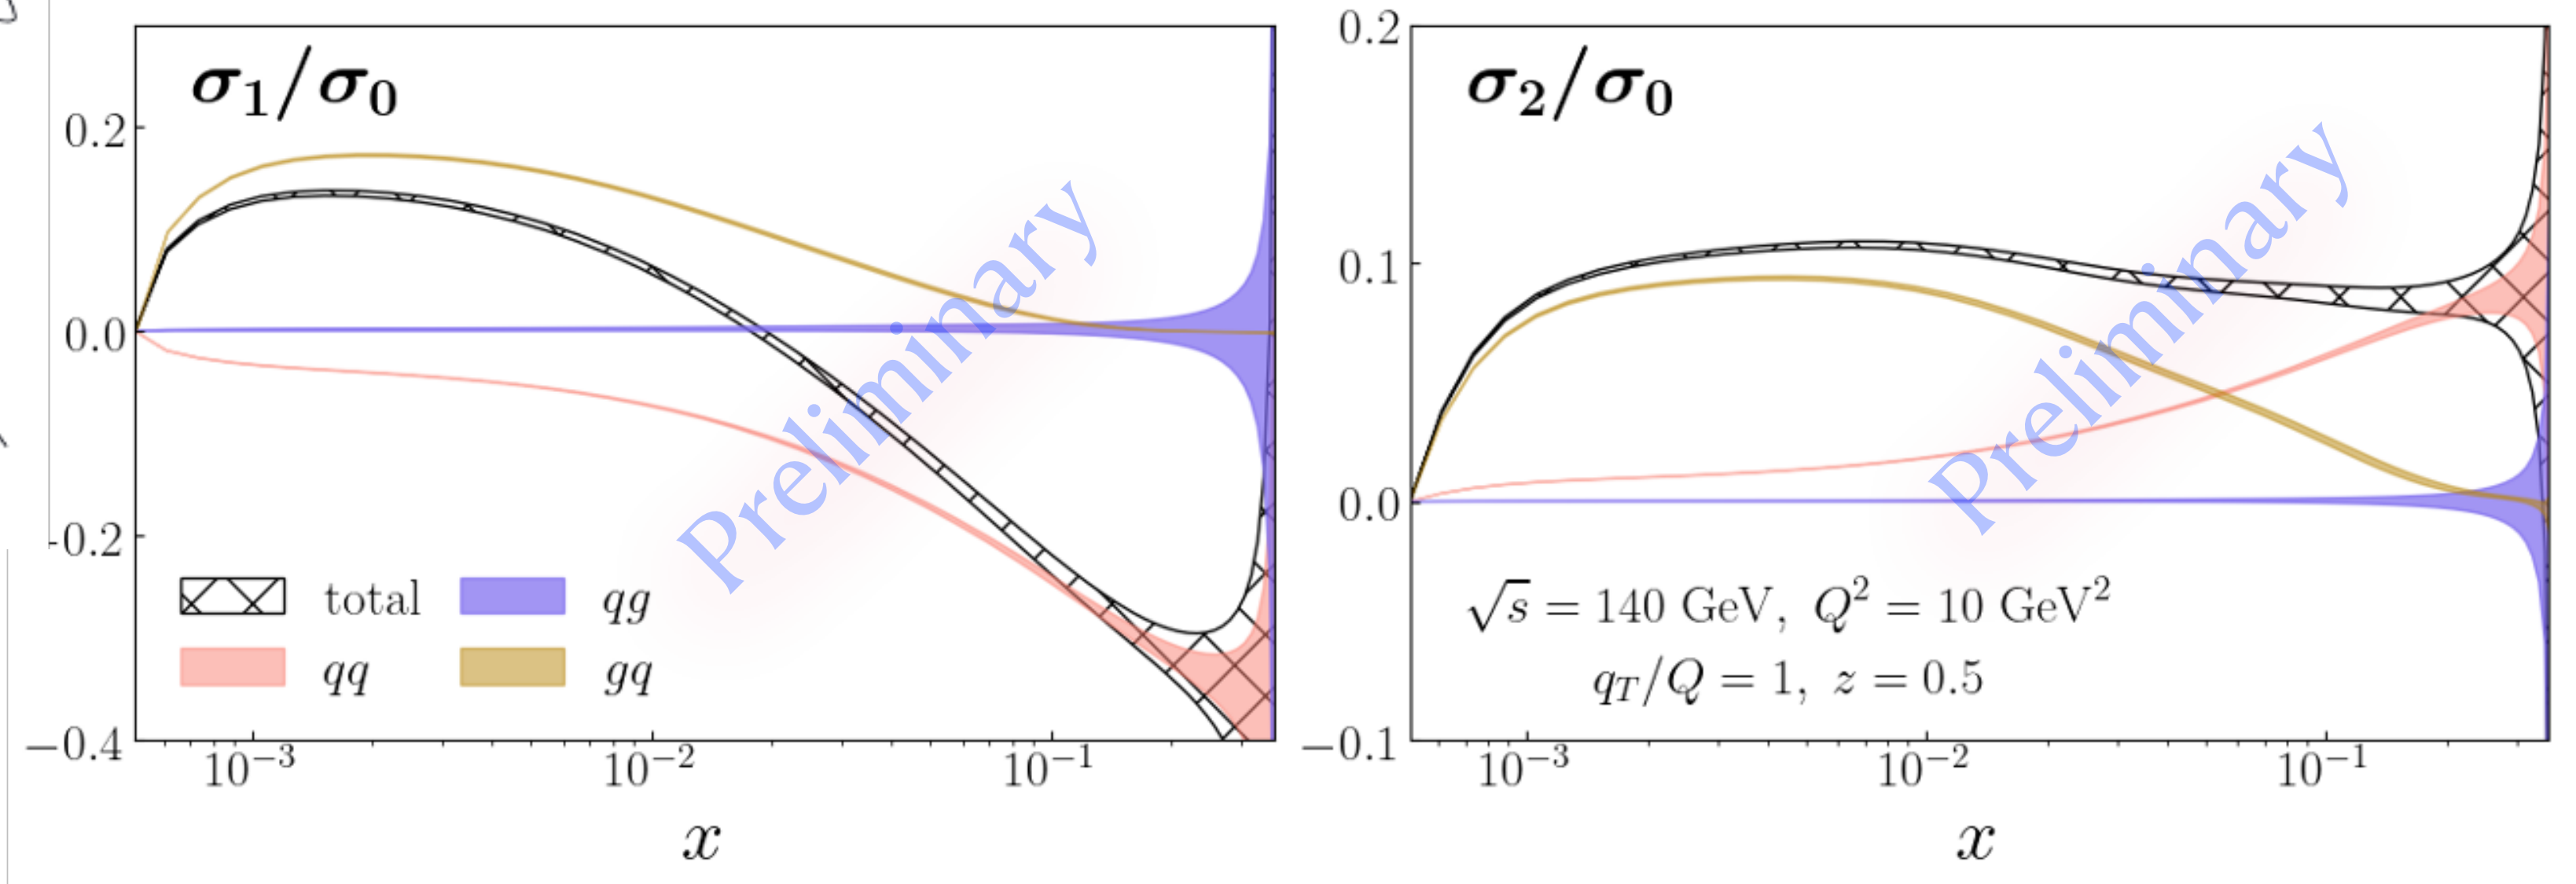 σ₁/σ₀
0.2
0.0
-0.2
−0.4
10⁻³
10⁻²
10⁻¹
x
total
qg
qq
gq
Preliminary
σ₂/σ₀
0.2
0.1
0.0
−0.1
10⁻³
10⁻²
10⁻¹
x
√s = 140 GeV, Q² = 10 GeV²
q_T/Q = 1, z = 0.5
Preliminary